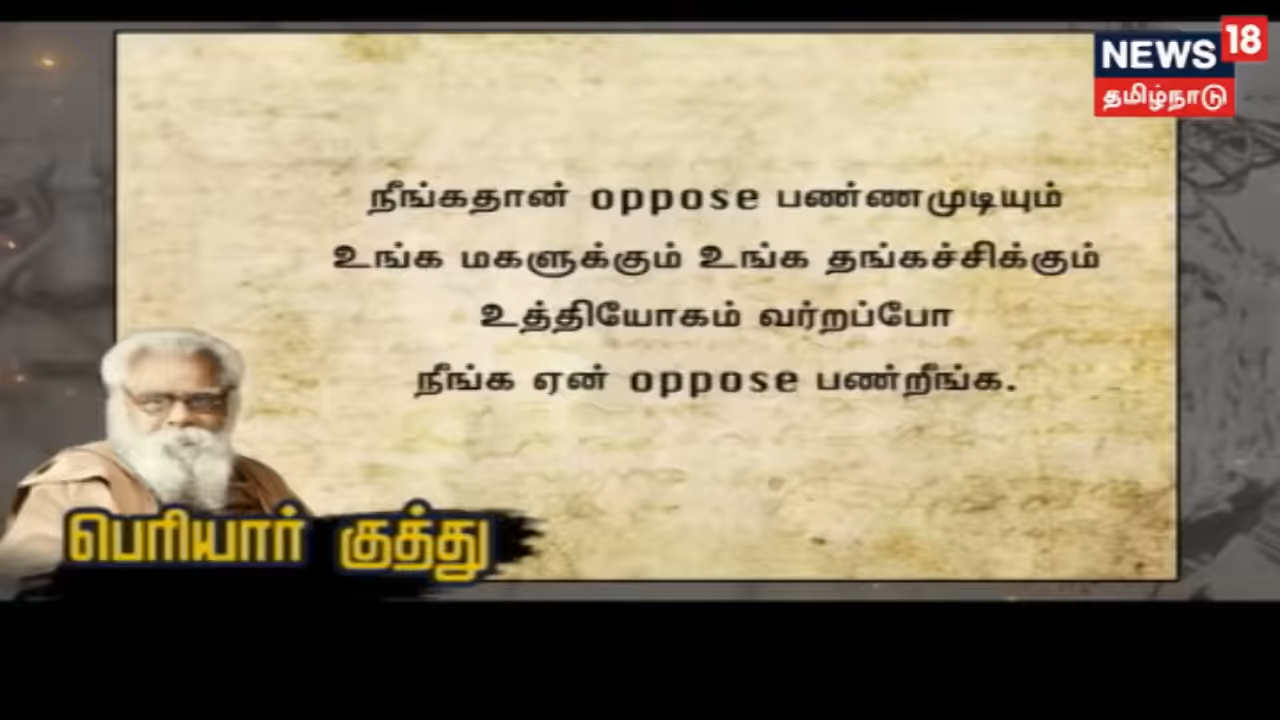 NEWS 18
தமிழ்நாடு
நீங்கதான் oppose பண்ணமுடியும்
உங்க மகளுக்கும் உங்க தங்கச்சிக்கும்
உத்தியோகம் வர்றப்போ
நீங்க ஏன் oppose பண்றீங்க.
பெரியார் குத்து